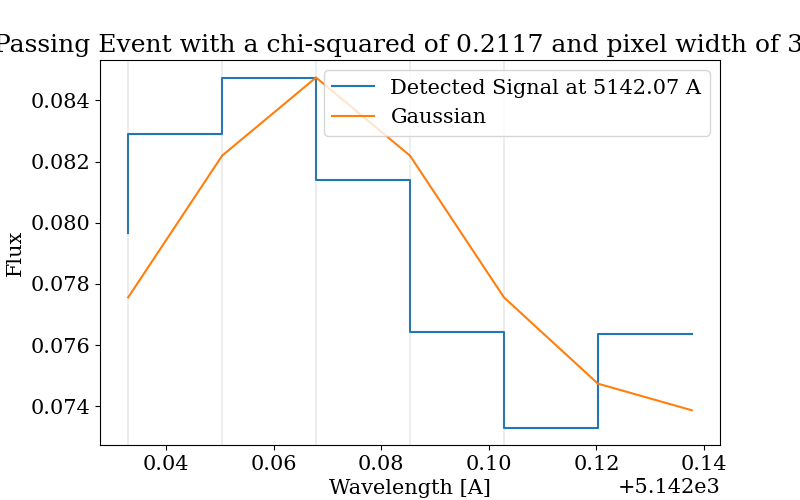 Passing Event with a chi-squared of 0.2117 and pixel width of 3
Detected Signal at 5142.07 A
Gaussian
Flux
0.084
0.082
0.080
0.078
0.076
0.074
0.04 0.06 0.08 0.10 0.12 0.14
Wavelength [A] +5.142e3